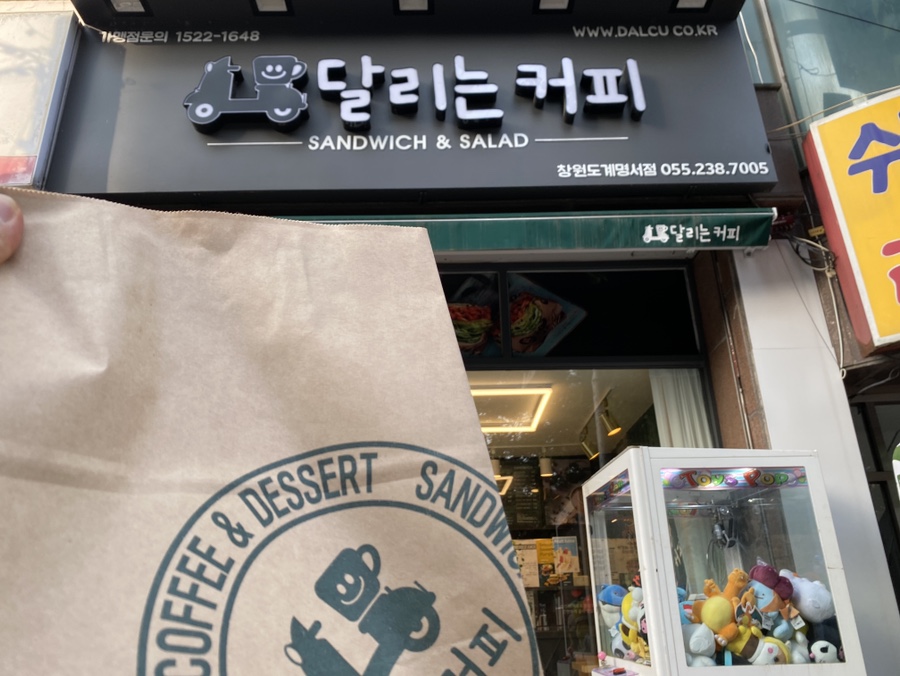 가맹점문의 1522-1648
WWW.DALCU.CO.KR
달리는커피
SANDWICH & SALAD
창원도계명서점 055.238.7005
달리는커피
COFFEE & DESSERT SANDWIC
커피
Toys Pop